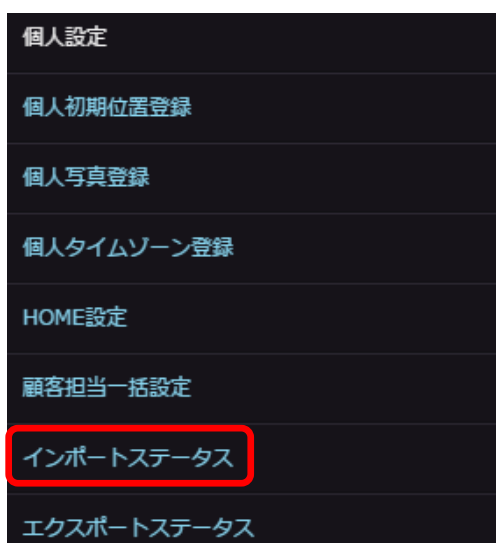 個人設定
個人初期位置登録
個人写真登録
個人タイムゾーン登録
HOME設定
顧客担当一括設定
インポートステータス
エクスポートステータス